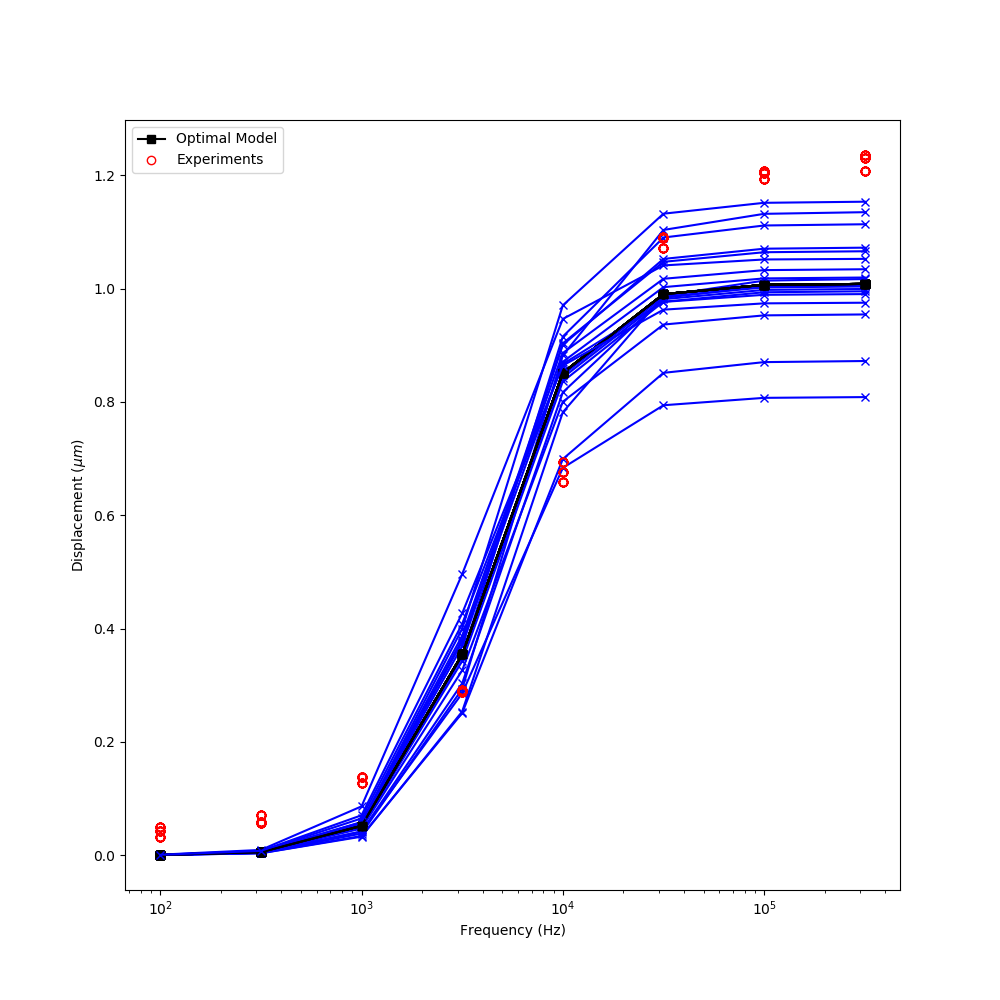 Optimal Model
Experiments
Displacement (μm)
1.2
1.0
0.8
0.6
0.4
0.2
0.0
10²
10³
10⁴
10⁵
Frequency (Hz)